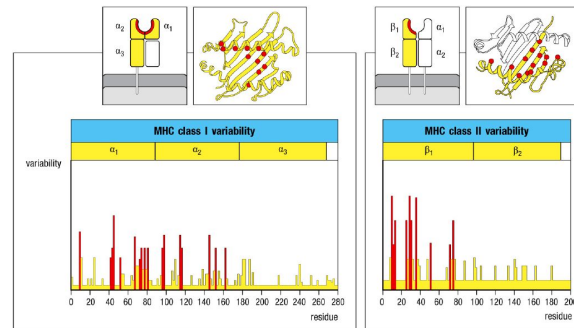 α₂ α₁
α₃
β₁ α₁
β₂ α₂
MHC class I variability
α₁ α₂ α₃
variability
0 20 40 60 80 100 120 140 160 180 200 220 240 260 280
residue
MHC class II variability
β₁ β₂
0 20 40 60 80 100 120 140 160 180 200
residue